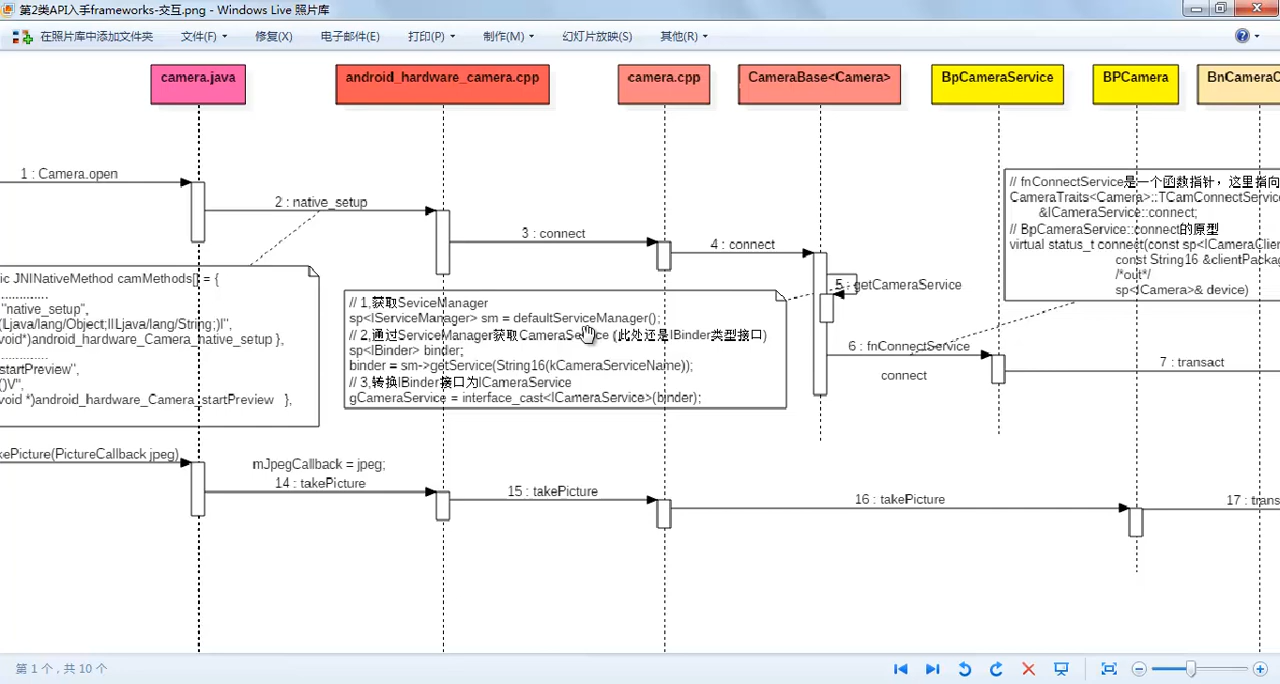 第2类API入手frameworks-交互.png - Windows Live 照片库
在照片库中添加文件夹 文件(F) 修复(X) 电子邮件(E) 打印(P) 制作(M) 幻灯片放映(S) 其他(R)
camera.java
android_hardware_camera.cpp
camera.cpp
CameraBase<Camera>
BpCameraService
BPCamera
BnCameraC
1 : Camera.open
2 : native_setup
3 : connect
4 : connect
5 : getCameraService
// fnConnectService是一个函数指针，这里指向
CameraTraits<Camera>::TCamConnectService
&ICameraService::connect;
// BpCameraService::connect的原型
virtual status_t connect(const sp<ICameraClien
const String16 &clientPackag
/*out*/
sp<ICamera>& device)
ic JNINativeMethod camMethods[] = {
..............
"native_setup",
(Ljava/lang/Object;IILjava/lang/String;)I",
void*)android_hardware_Camera_native_setup },
..............
startPreview",
()V",
void *)android_hardware_Camera_startPreview },
// 1,获取SeviceManager
sp<IServiceManager> sm = defaultServiceManager();
// 2,通过ServiceManager获取CameraService (此处还是IBinder类型接口)
sp<IBinder> binder;
binder = sm->getService(String16(kCameraServiceName));
// 3,转换IBinder接口为ICameraService
gCameraService = interface_cast<ICameraService>(binder);
6 : fnConnectService
connect
7 : transact
akePicture(PictureCallback jpeg)
mJpegCallback = jpeg;
14 : takePicture
15 : takePicture
16 : takePicture
17 : trans
第 1 个，共 10 个